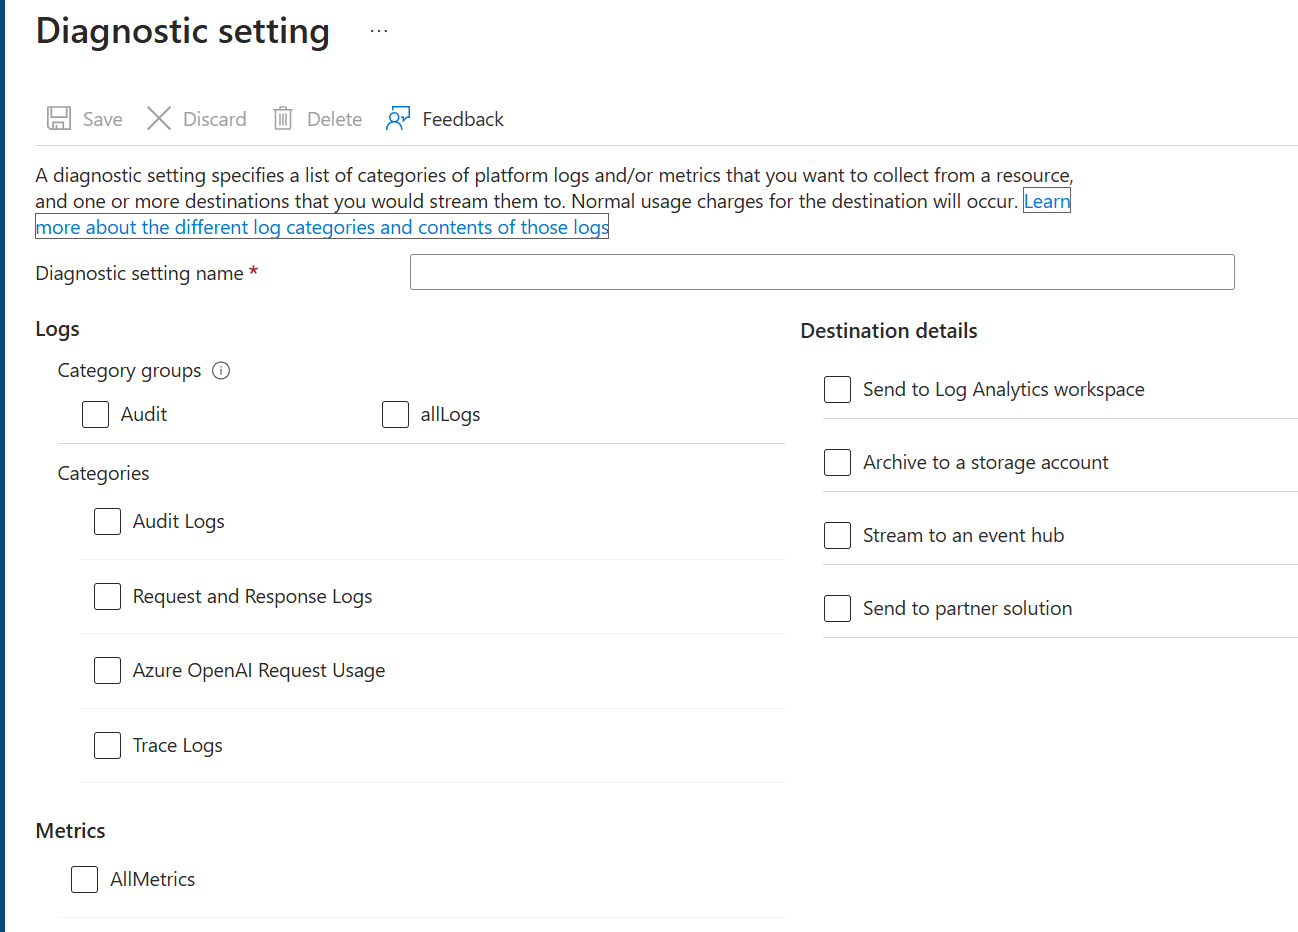 Diagnostic setting ...
Save Discard Delete Feedback
A diagnostic setting specifies a list of categories of platform logs and/or metrics that you want to collect from a resource,
and one or more destinations that you would stream them to. Normal usage charges for the destination will occur. Learn
more about the different log categories and contents of those logs
Diagnostic setting name *
Logs
Category groups
Audit allLogs
Categories
Audit Logs
Request and Response Logs
Azure OpenAI Request Usage
Trace Logs
Metrics
AllMetrics
Destination details
Send to Log Analytics workspace
Archive to a storage account
Stream to an event hub
Send to partner solution